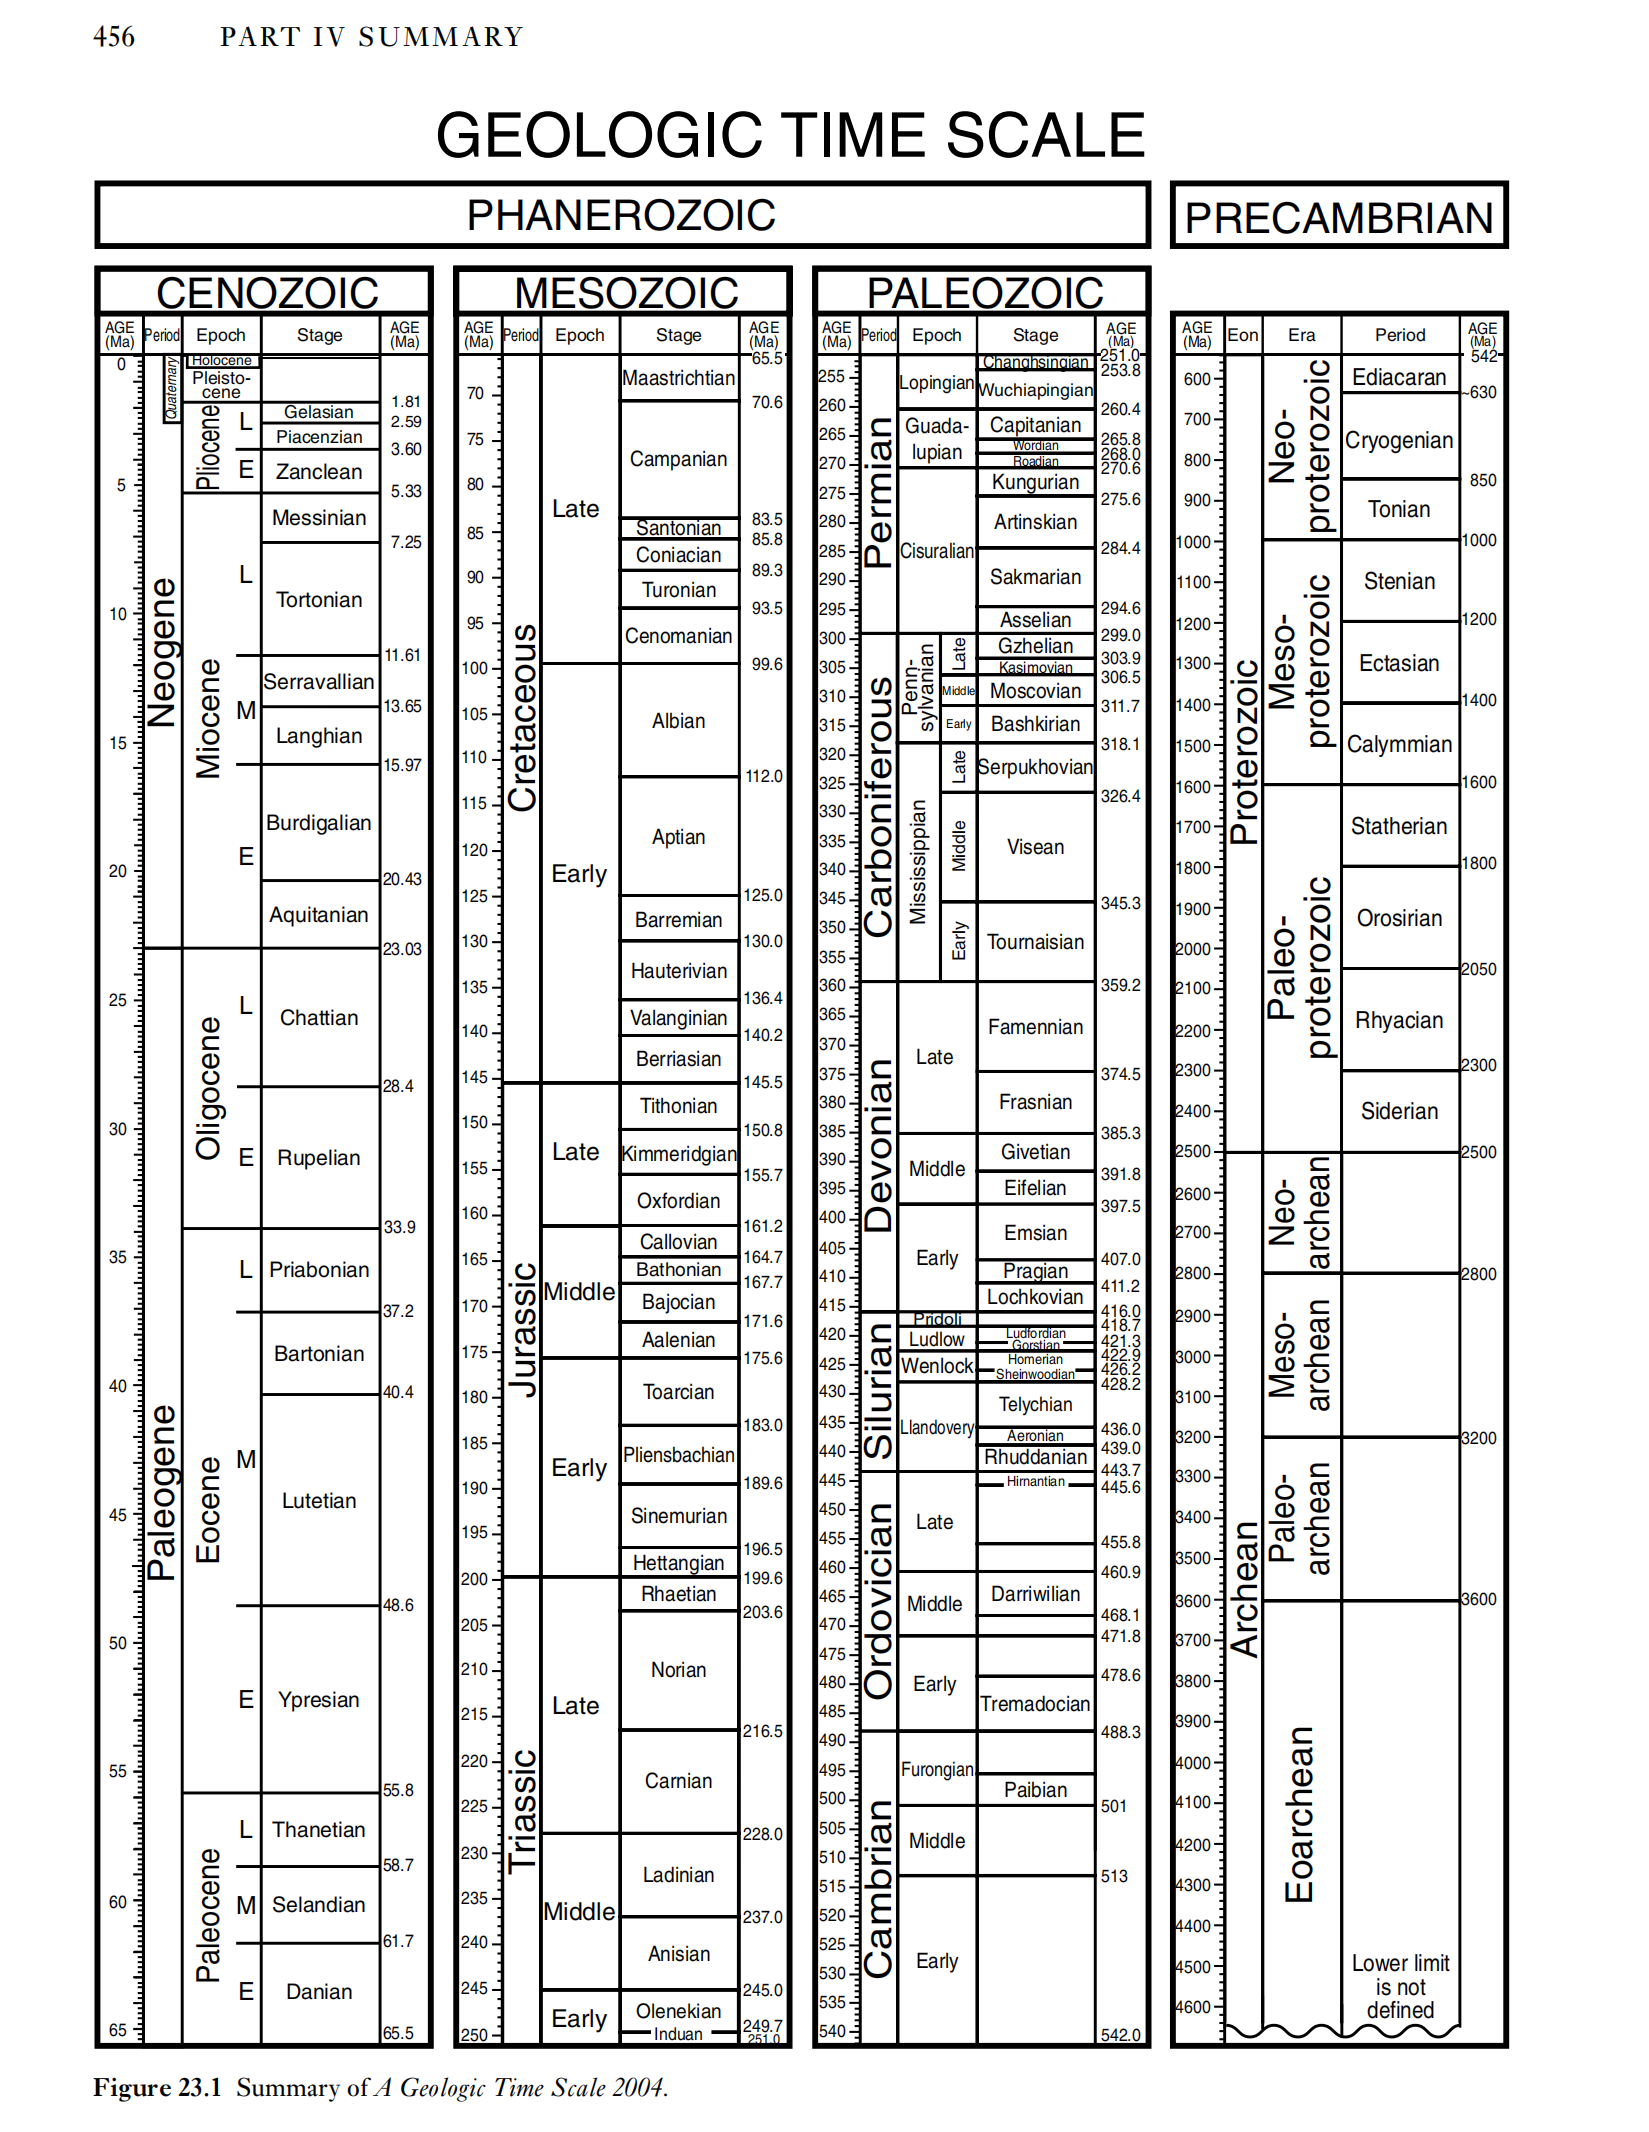 456 PART IV SUMMARY
GEOLOGIC TIME SCALE
PHANEROZOIC
PRECAMBRIAN
CENOZOIC
AGE (Ma) Period Epoch Stage AGE (Ma)
0
5
10
15
20
25
30
35
40
45
50
55
60
65
Quaternary
Neogene
Paleogene
Holocene
Pleisto-
cene
Pliocene
L
E
Miocene
L
M
E
Oligocene
L
E
Eocene
L
M
E
Paleocene
L
M
E
Gelasian
Piacenzian
Zanclean
Messinian
Tortonian
Serravallian
Langhian
Burdigalian
Aquitanian
Chattian
Rupelian
Priabonian
Bartonian
Lutetian
Ypresian
Thanetian
Selandian
Danian
1.81
2.59
3.60
5.33
7.25
11.61
13.65
15.97
20.43
23.03
28.4
33.9
37.2
40.4
48.6
55.8
58.7
61.7
65.5
MESOZOIC
AGE (Ma) Period Epoch Stage AGE (Ma)
70
75
80
85
90
95
100
105
110
115
120
125
130
135
140
145
150
155
160
165
170
175
180
185
190
195
200
205
210
215
220
225
230
235
240
245
250
Cretaceous
Jurassic
Triassic
Late
Early
Late
Middle
Early
Late
Middle
Early
Maastrichtian
Campanian
Santonian
Coniacian
Turonian
Cenomanian
Albian
Aptian
Barremian
Hauterivian
Valanginian
Berriasian
Tithonian
Kimmeridgian
Oxfordian
Callovian
Bathonian
Bajocian
Aalenian
Toarcian
Pliensbachian
Sinemurian
Hettangian
Rhaetian
Norian
Carnian
Ladinian
Anisian
Olenekian
Induan
65.5
70.6
83.5
85.8
89.3
93.5
99.6
112.0
125.0
130.0
136.4
140.2
145.5
150.8
155.7
161.2
164.7
167.7
171.6
175.6
183.0
189.6
196.5
199.6
203.6
216.5
228.0
237.0
245.0
249.7
251.0
PALEOZOIC
AGE (Ma) Period Epoch Stage AGE (Ma)
255
260
265
270
275
280
285
290
295
300
305
310
315
320
325
330
335
340
345
350
355
360
365
370
375
380
385
390
395
400
405
410
415
420
425
430
435
440
445
450
455
460
465
470
475
480
485
490
495
500
505
510
515
520
525
530
535
540
Permian
Carboniferous
Devonian
Silurian
Ordovician
Cambrian
Lopingian
Guada-
lupian
Cisuralian
Penn-
sylvanian
Late
Middle
Early
Mississippian
Late
Middle
Early
Late
Middle
Early
Pridoli
Ludlow
Wenlock
Llandovery
Late
Middle
Early
Furongian
Middle
Early
Changhsingian
Wuchiapingian
Capitanian
Wordian
Roadian
Kungurian
Artinskian
Sakmarian
Asselian
Gzhelian
Kasimovian
Moscovian
Bashkirian
Serpukhovian
Visean
Tournaisian
Famennian
Frasnian
Givetian
Eifelian
Emsian
Pragian
Lochkovian
Ludfordian
Gorstian
Homerian
Sheinwoodian
Telychian
Aeronian
Rhuddanian
Hirnantian
Darriwilian
Tremadocian
Paibian
251.0
253.8
260.4
265.8
268.0
270.6
275.6
284.4
294.6
299.0
303.9
306.5
311.7
318.1
326.4
345.3
359.2
374.5
385.3
391.8
397.5
407.0
411.2
416.0
418.7
421.3
422.9
426.2
428.2
436.0
439.0
443.7
445.6
455.8
460.9
468.1
471.8
478.6
488.3
501
513
542.0
AGE (Ma) Eon Era Period AGE (Ma)
600
700
800
900
1000
1100
1200
1300
1400
1500
1600
1700
1800
1900
2000
2100
2200
2300
2400
2500
2600
2700
2800
2900
3000
3100
3200
3300
3400
3500
3600
3700
3800
3900
4000
4100
4200
4300
4400
4500
4600
Proterozoic
Archean
Neo-
proterozoic
Meso-
proterozoic
Paleo-
proterozoic
Neo-
archean
Meso-
archean
Paleo-
archean
Eoarchean
Ediacaran
Cryogenian
Tonian
Stenian
Ectasian
Calymmian
Statherian
Orosirian
Rhyacian
Siderian
Lower limit
is not
defined
542
~630
850
1000
1200
1400
1600
1800
2050
2300
2500
2800
3200
3600
Figure 23.1 Summary of A Geologic Time Scale 2004.